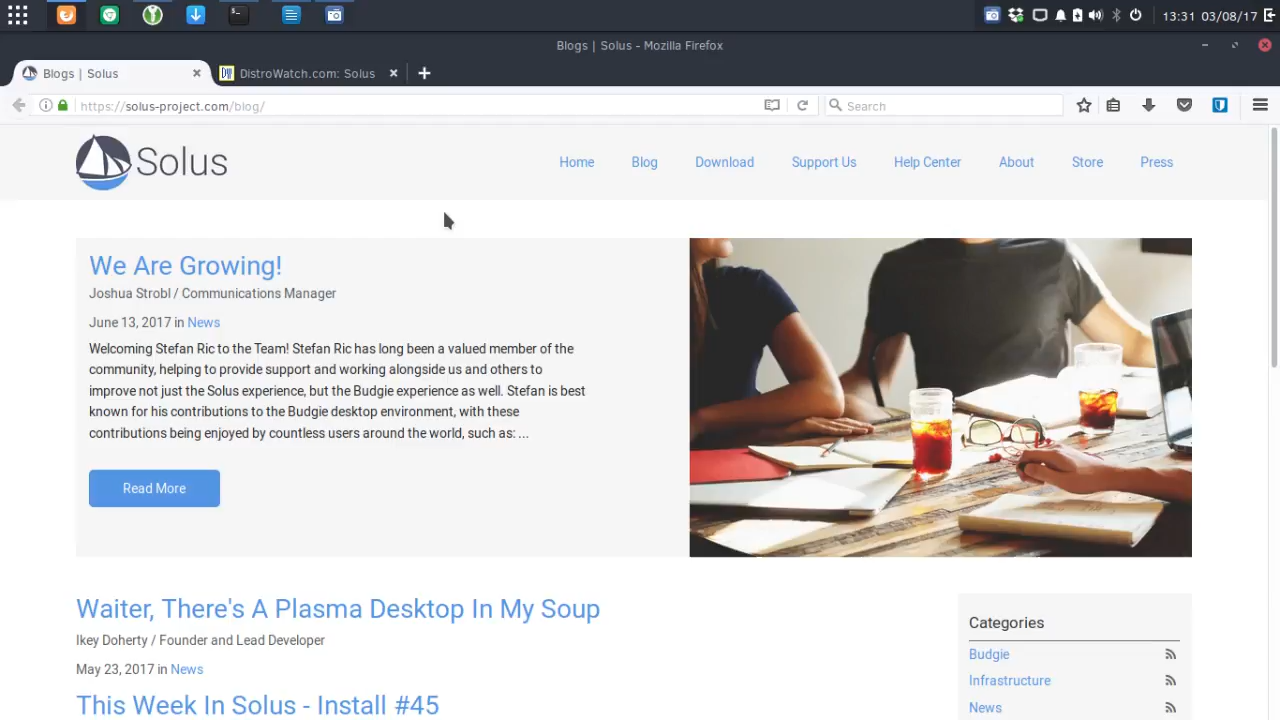 13:31 03/08/17
Blogs | Solus - Mozilla Firefox
Blogs | Solus
DistroWatch.com: Solus
https://solus-project.com/blog/
Search
Solus
Home
Blog
Download
Support Us
Help Center
About
Store
Press
We Are Growing!
Joshua Strobl / Communications Manager
June 13, 2017 in News
Welcoming Stefan Ric to the Team! Stefan Ric has long been a valued member of the
community, helping to provide support and working alongside us and others to
improve not just the Solus experience, but the Budgie experience as well. Stefan is best
known for his contributions to the Budgie desktop environment, with these
contributions being enjoyed by countless users around the world, such as: ...
Read More
Waiter, There's A Plasma Desktop In My Soup
Ikey Doherty / Founder and Lead Developer
May 23, 2017 in News
This Week In Solus - Install #45
Categories
Budgie
Infrastructure
News